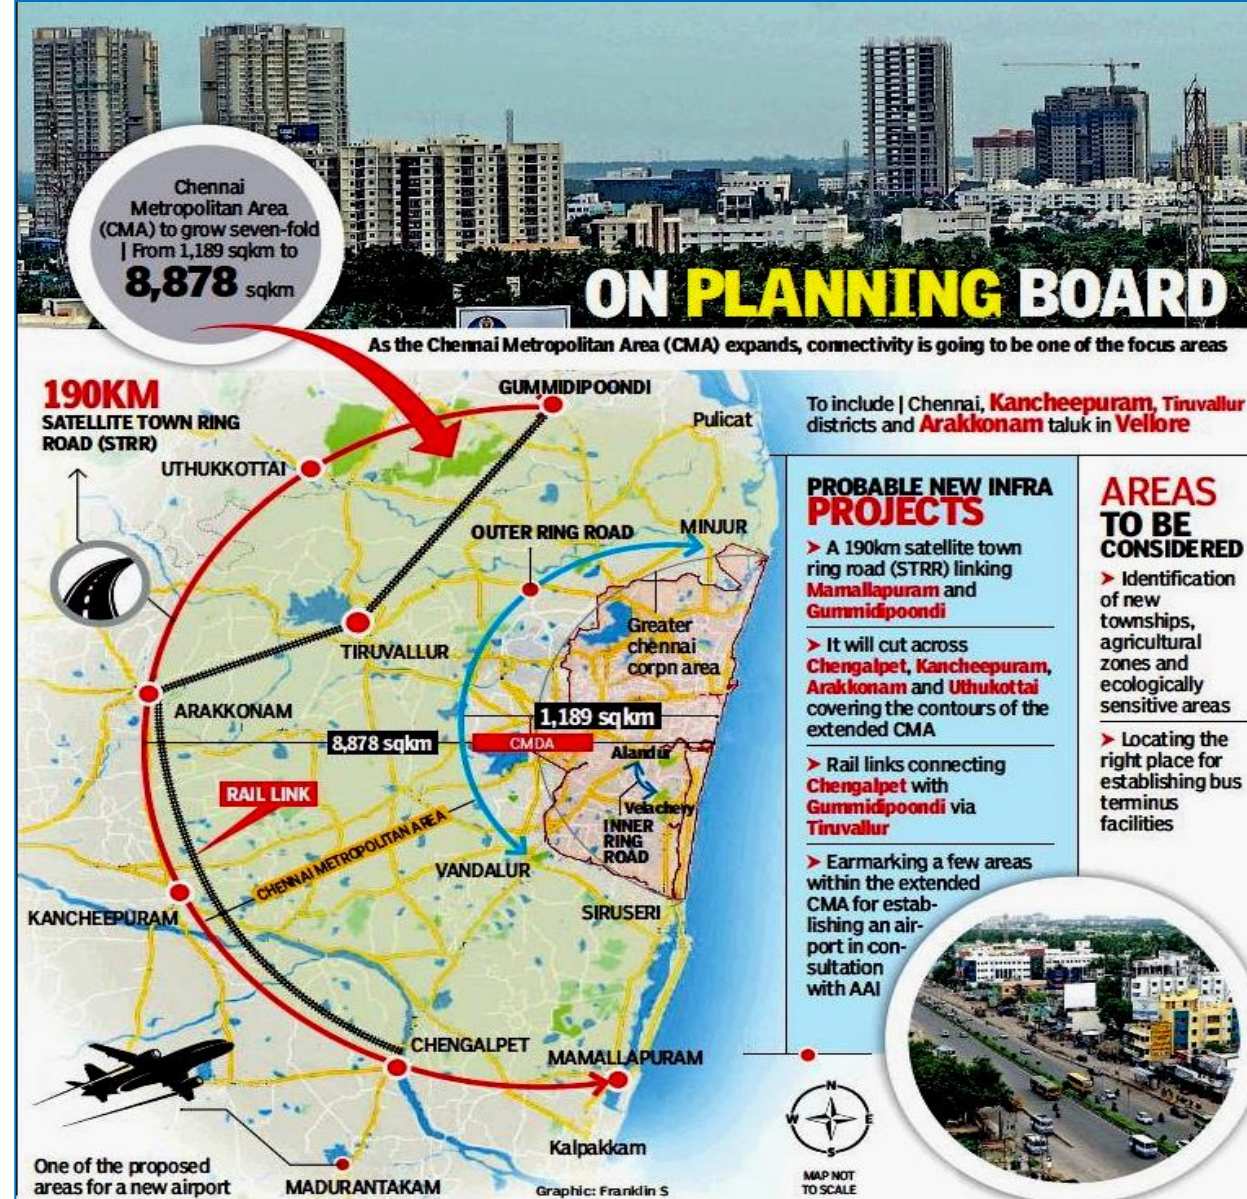 Chennai
Metropolitan Area
(CMA) to grow seven-fold
| From 1,189 sqkm to
8,878 sqkm
ON PLANNING BOARD
As the Chennai Metropolitan Area (CMA) expands, connectivity is going to be one of the focus areas
190KM
SATELLITE TOWN RING
ROAD (STRR)
GUMMIDIPOONDI
Pulicat
UTHUKKOTTAI
OUTER RING ROAD
MINJUR
Greater
chennai
corpn area
TIRUVALLUR
ARAKKONAM
1,189 sqkm
8,878 sqkm
CMDA
Alandur
RAIL LINK
Velachery
INNER
RING
ROAD
CHENNAI METROPOLITAN AREA
VANDALUR
KANCHEEPURAM
SIRUSERI
CHENGALPET
MAMALLAPURAM
Kalpakkam
One of the proposed
areas for a new airport
MADURANTAKAM
Graphic: Franklin S
To include | Chennai, Kancheepuram, Tiruvallur
districts and Arakkonam taluk in Vellore
PROBABLE NEW INFRA
PROJECTS
➤ A 190km satellite town
ring road (STRR) linking
Mamallapuram and
Gummidipoondi
➤ It will cut across
Chengalpet, Kancheepuram,
Arakkonam and Uthukottai
covering the contours of the
extended CMA
➤ Rail links connecting
Chengalpet with
Gummidipoondi via
Tiruvallur
➤ Earmarking a few areas
within the extended
CMA for estab-
lishing an air-
port in con-
sultation
with AAI
AREAS
TO BE
CONSIDERED
➤ Identification
of new
townships,
agricultural
zones and
ecologically
sensitive areas
➤ Locating the
right place for
establishing bus
terminus
facilities
N
W E
S
MAP NOT
TO SCALE